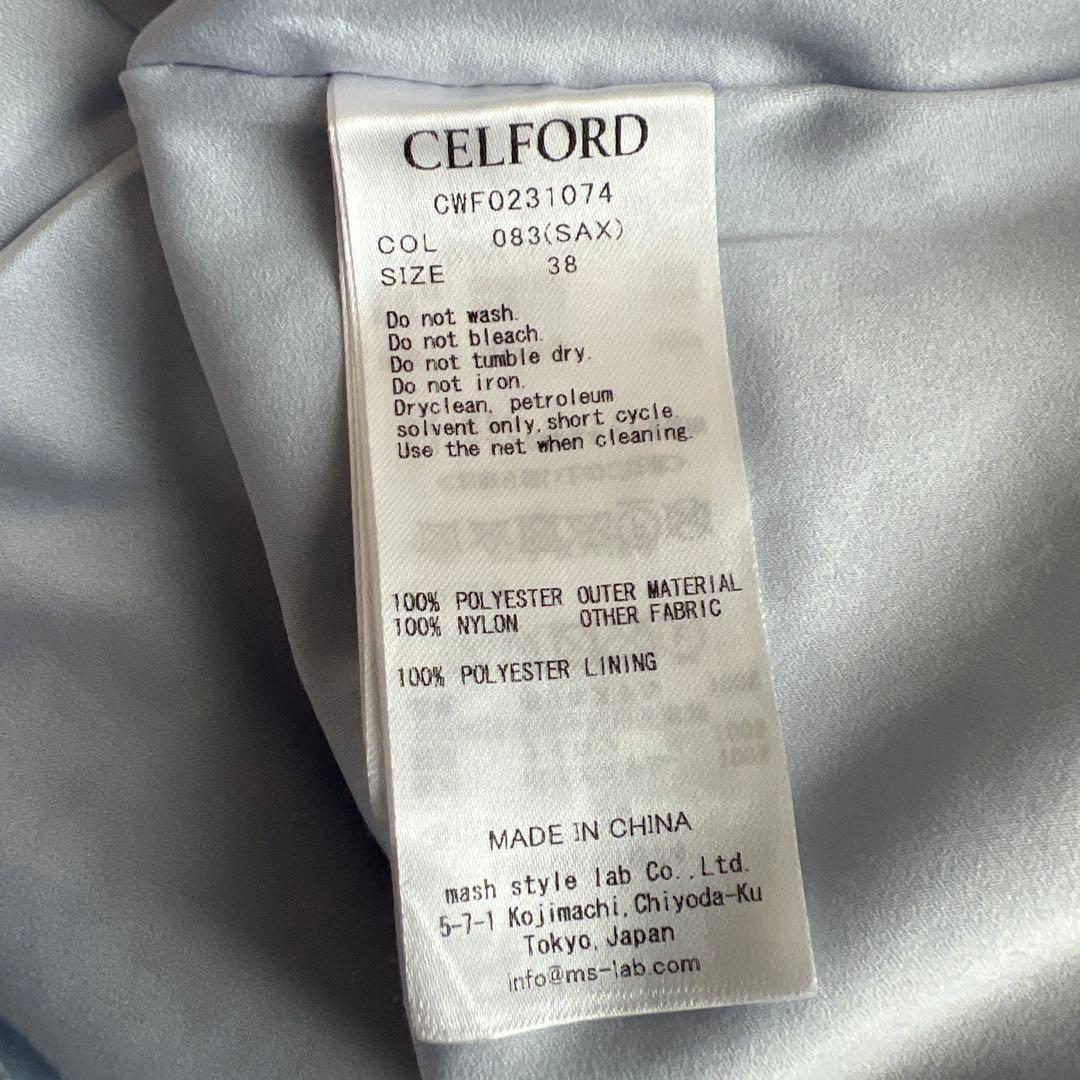 CELFORD
CWFO231074
COL 083(SAX)
SIZE 38
Do not wash.
Do not bleach.
Do not tumble dry.
Do not iron.
Dryclean, petroleum
solvent only,short cycle.
Use the net when cleaning.
100% POLYESTER OUTER MATERIAL
100% NYLON OTHER FABRIC
100% POLYESTER LINING
MADE IN CHINA
mash style lab Co.,Ltd.
5-7-1 Kojimachi,Chiyoda-Ku
Tokyo,Japan
info@ms-lab.com